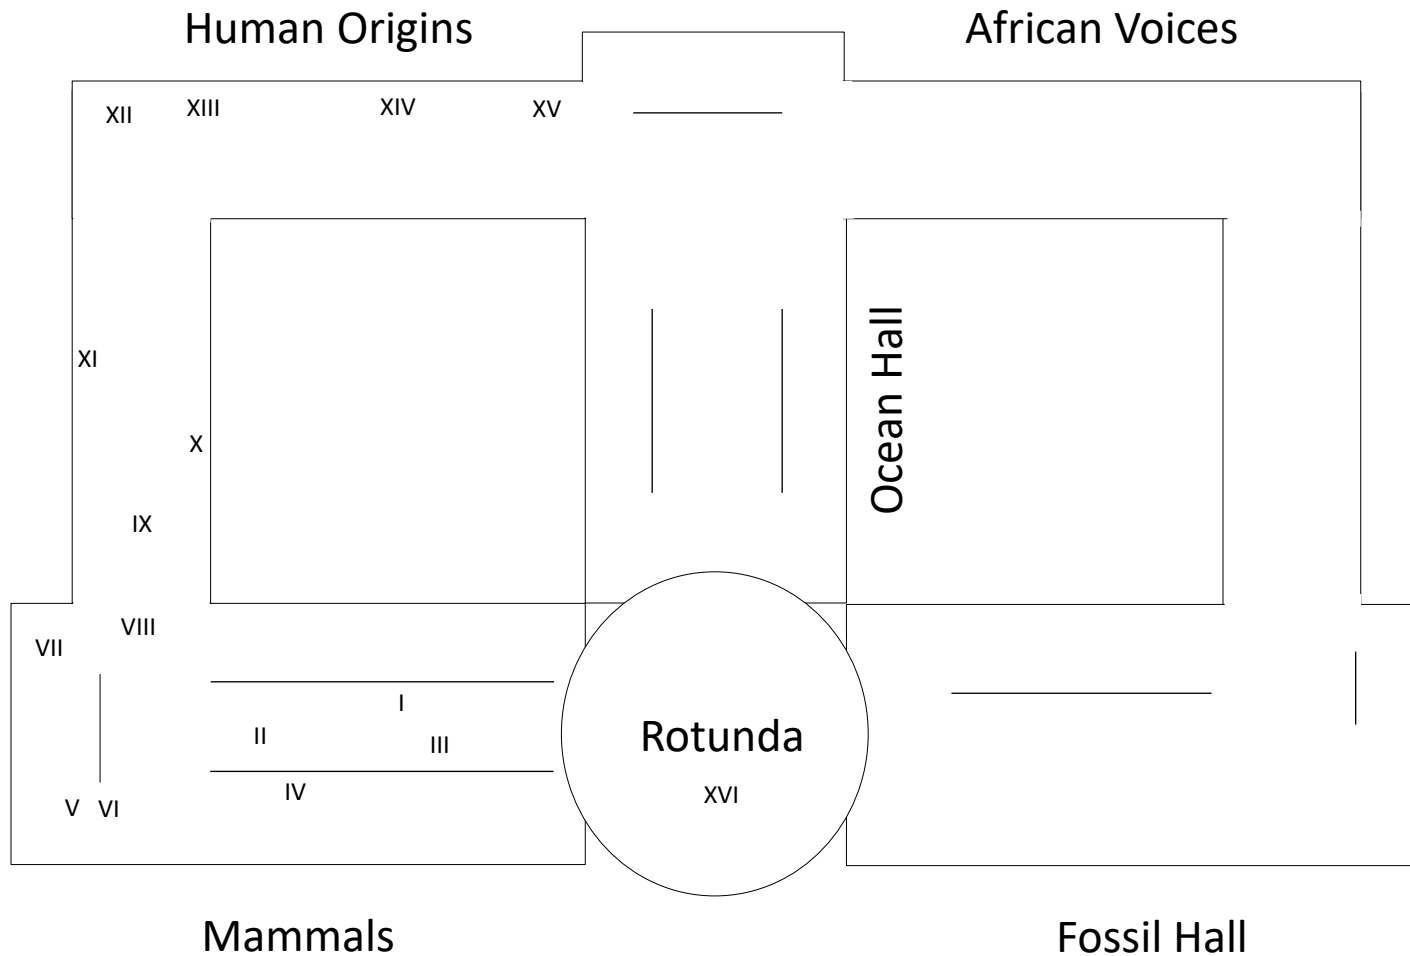 Human Origins
African Voices
XII
XIII
XIV
XV
XI
Ocean Hall
X
IX
VIII
VII
I
II
III
Rotunda
IV
XVI
V
VI
Mammals
Fossil Hall